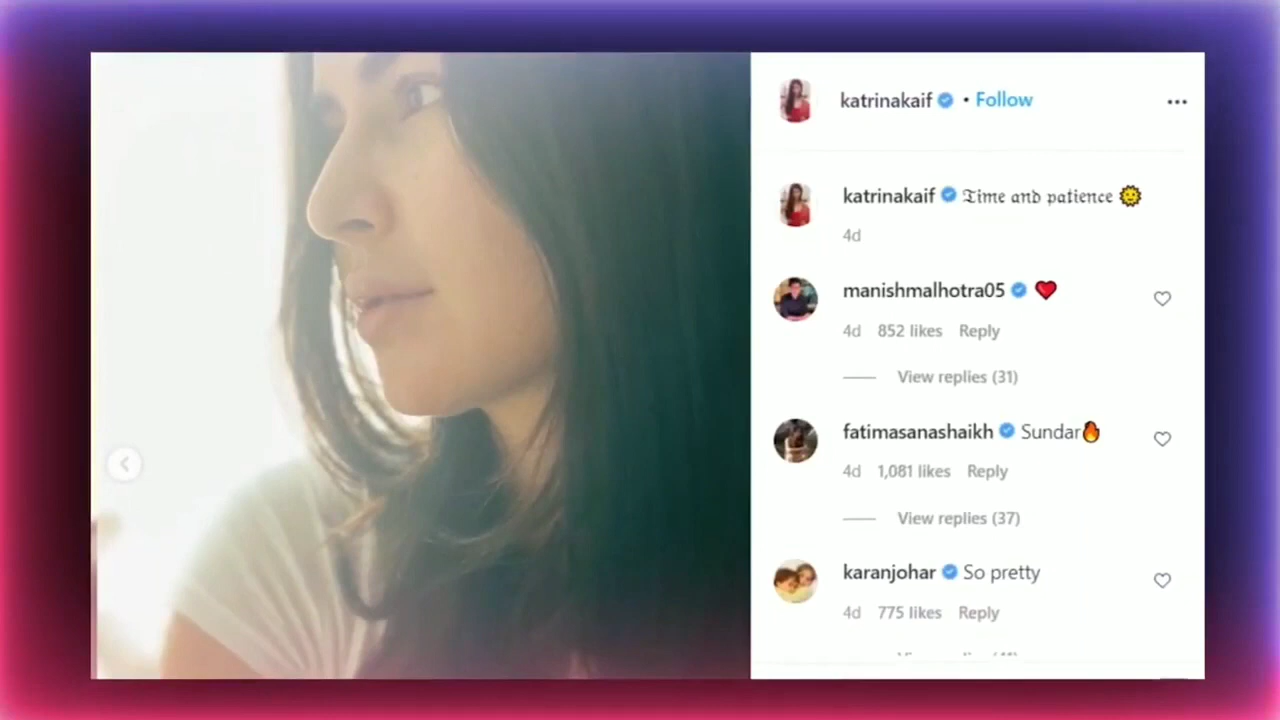 katrinakaif • Follow
katrinakaif 𝔗𝔦𝔪𝔢 𝔞𝔫𝔡 𝔭𝔞𝔱𝔦𝔢𝔫𝔠𝔢 🌞
4d
manishmalhotra05 ❤️
4d 852 likes Reply
View replies (31)
fatimasanashaikh Sundar🔥
4d 1,081 likes Reply
View replies (37)
karanjohar So pretty
4d 775 likes Reply